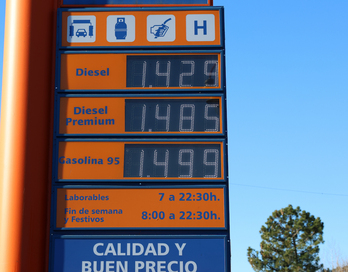 H
Diesel 1.429
Diesel
Premium 1.485
Gasolina 95 1.499
Laborables 7 a 22:30h.
Fin de semana
y Festivos 8:00 a 22:30h.
CALIDAD Y
BUEN PRECIO